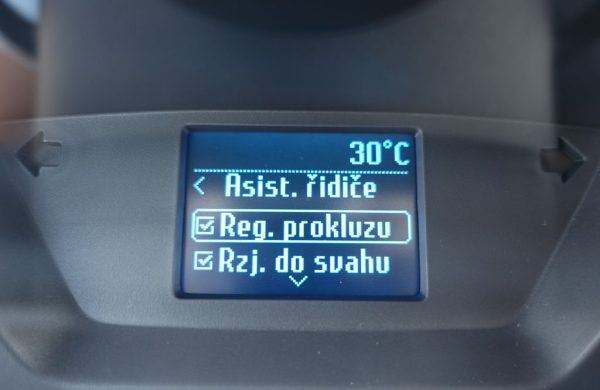 30°C
< Asist. řidiče
Reg. prokluzu
Rzj. do svahu